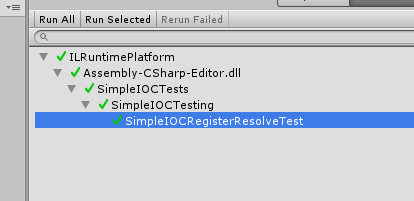 Run All Run Selected Rerun Failed
ILRuntimePlatform
Assembly-CSharp-Editor.dll
SimpleIOCTests
SimpleIOCTesting
SimpleIOCRegisterResolveTest